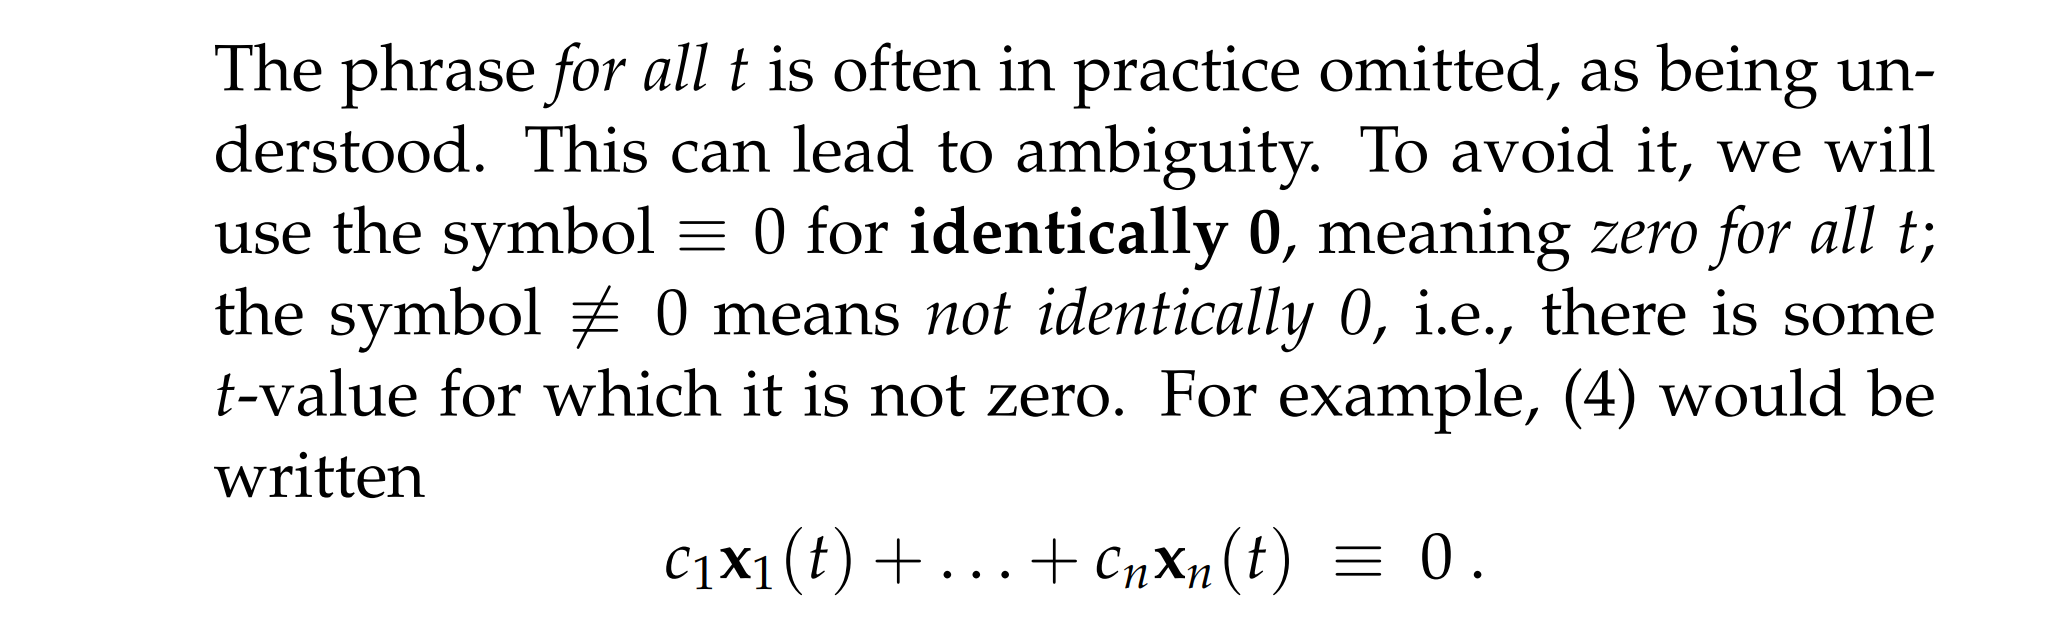 The phrase for all t is often in practice omitted, as being un-
derstood. This can lead to ambiguity. To avoid it, we will
use the symbol ≡ 0 for identically 0, meaning zero for all t;
the symbol ≢ 0 means not identically 0, i.e., there is some
t-value for which it is not zero. For example, (4) would be
written
c₁x₁(t) + … + cₙxₙ(t) ≡ 0 .